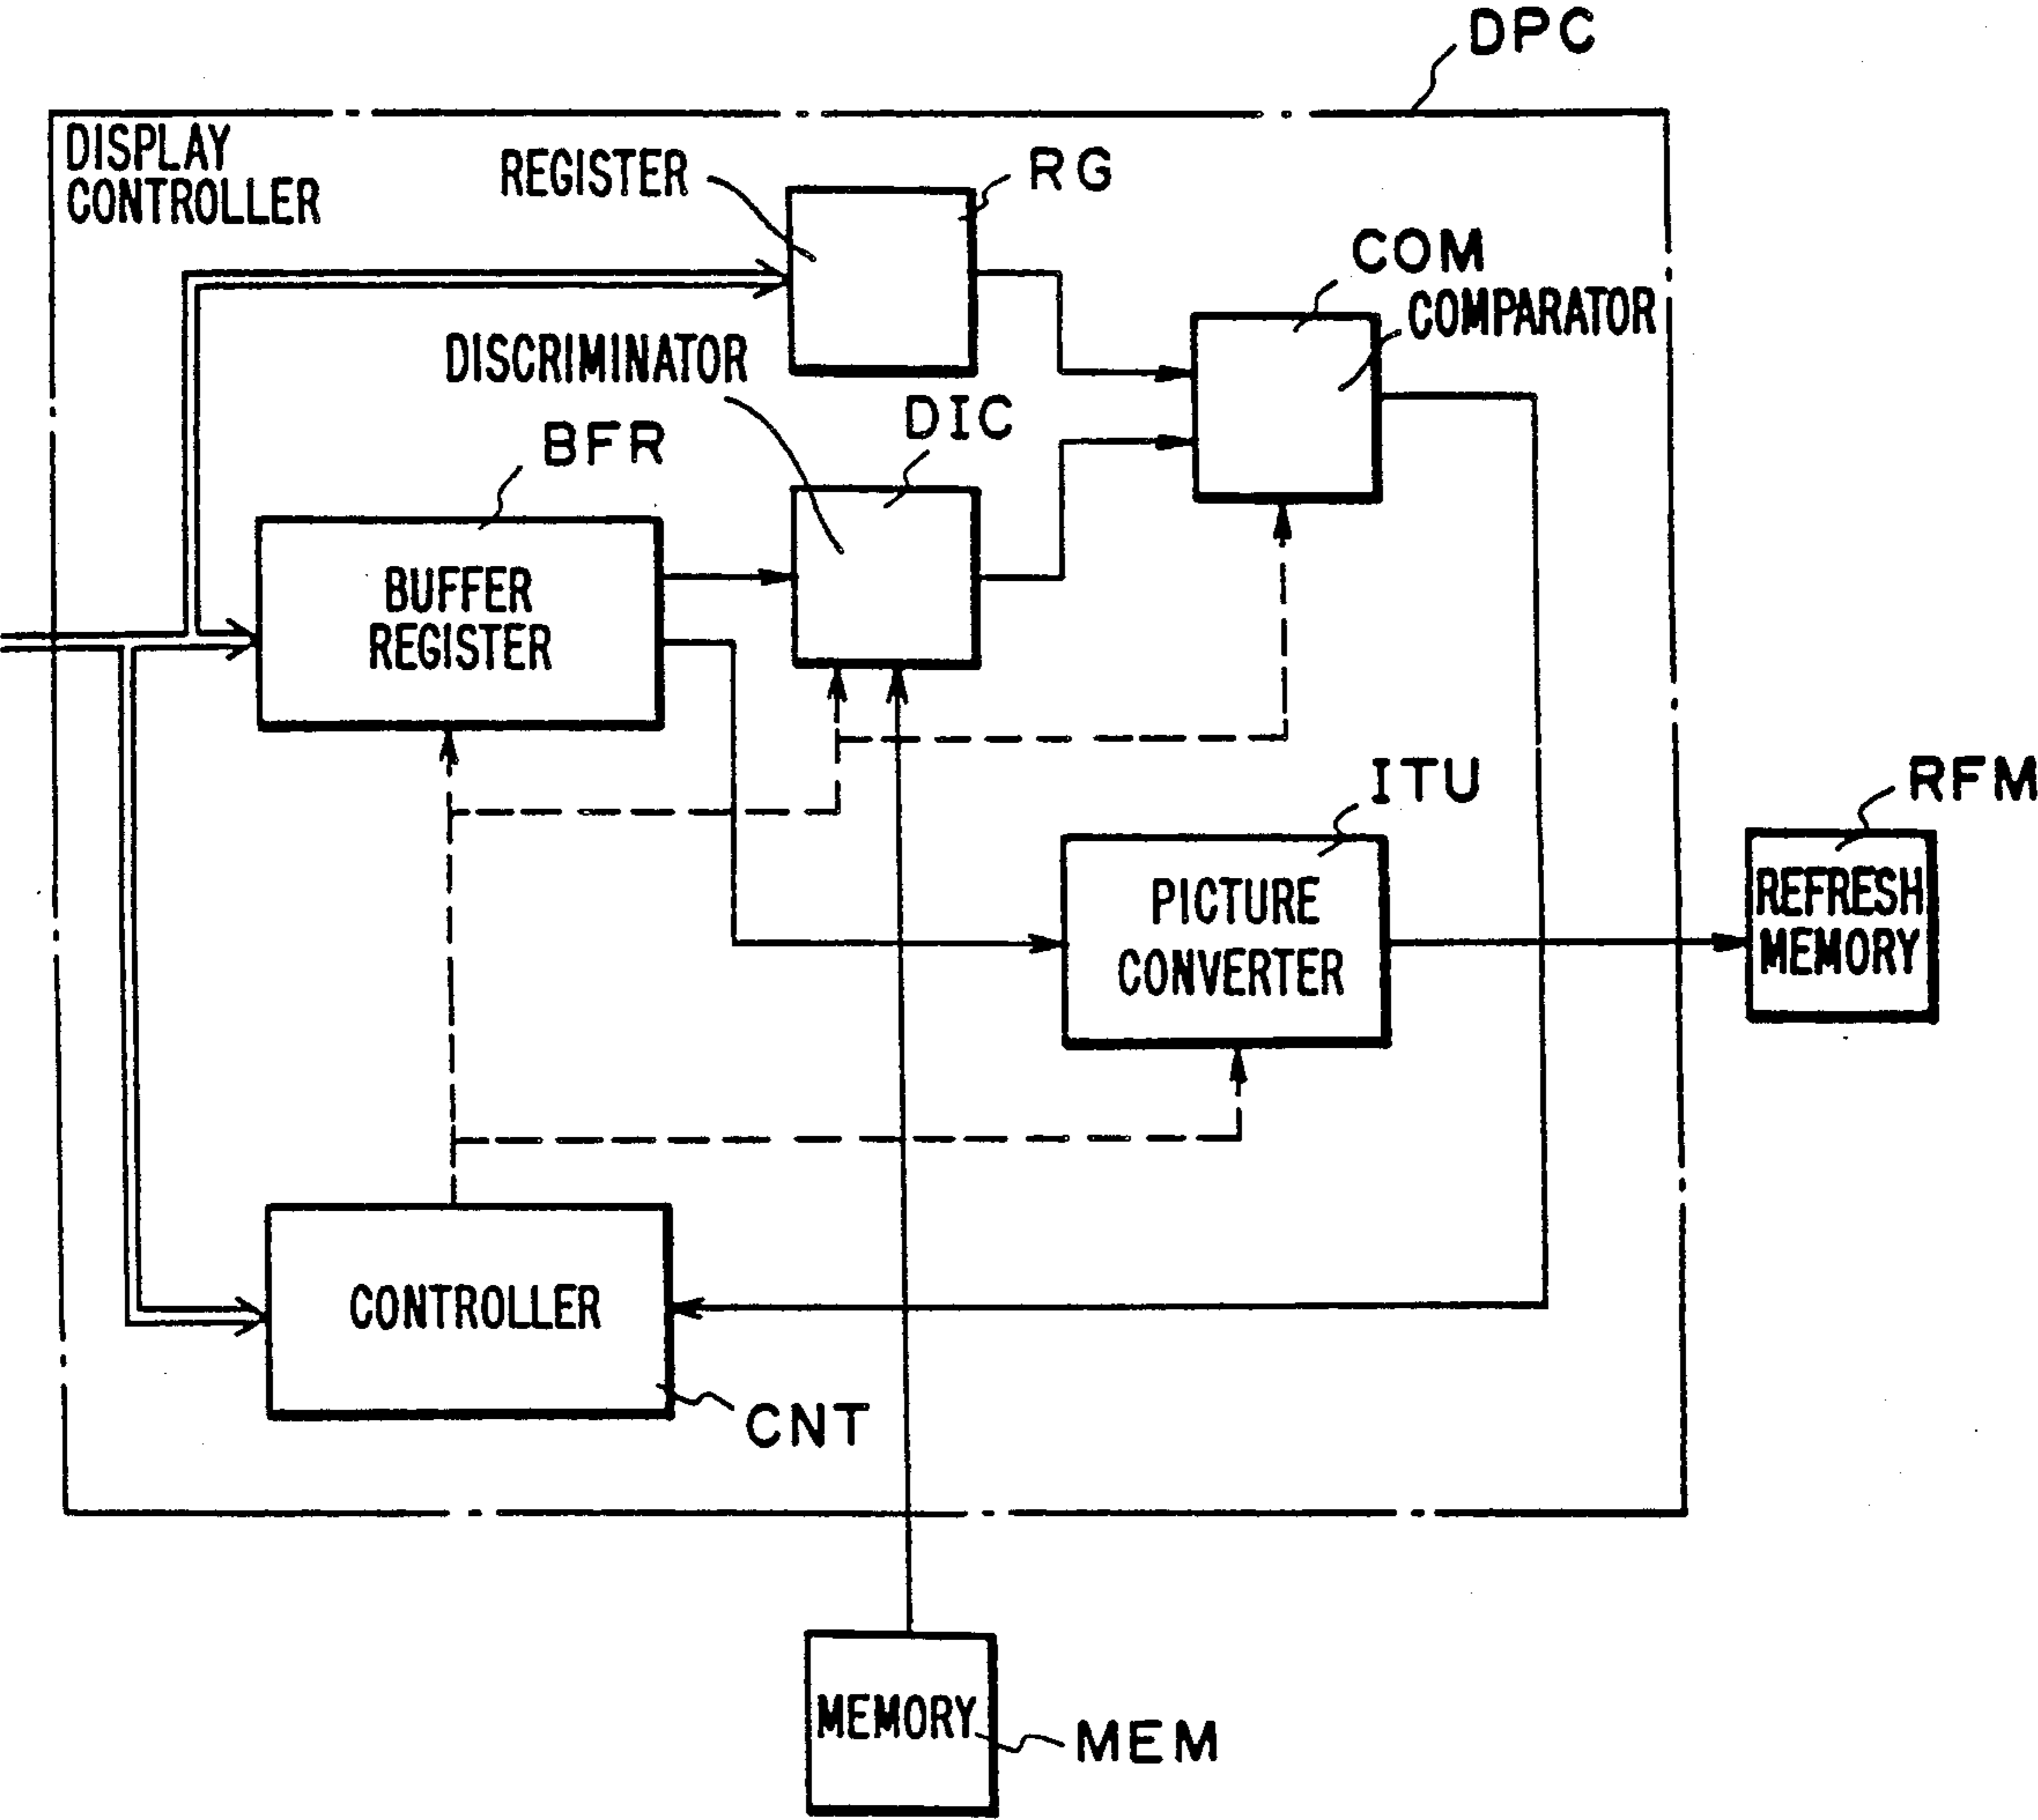 DPC
DISPLAY
CONTROLLER
REGISTER
RG
COM
COMPARATOR
DISCRIMINATOR
DIC
BFR
BUFFER
REGISTER
ITU
RFM
PICTURE
CONVERTER
REFRESH
MEMORY
CONTROLLER
CNT
MEMORY
MEM